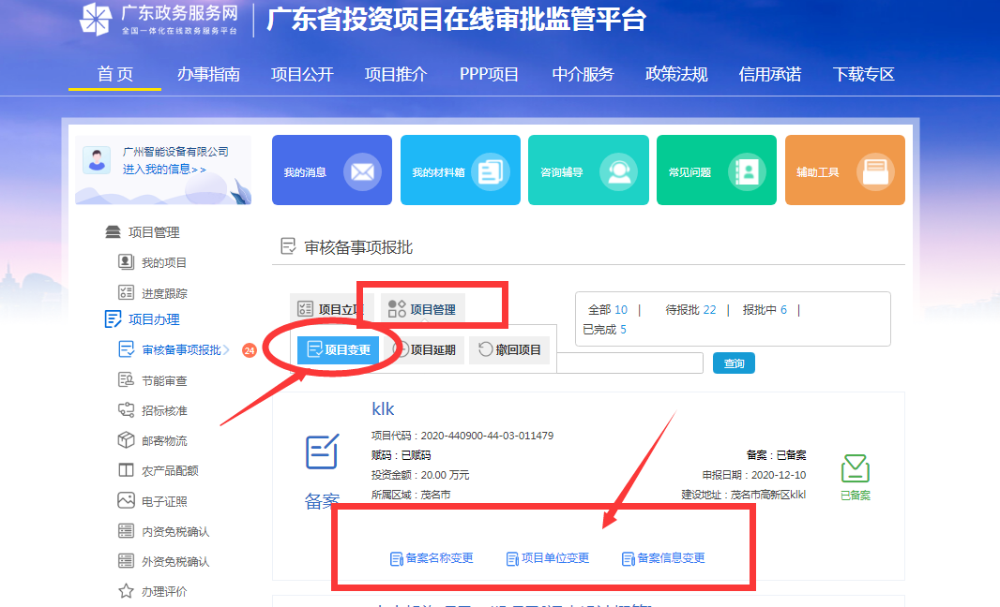 广东政务服务网
全国一体化在线政务服务平台
广东省投资项目在线审批监管平台
首页 办事指南 项目公开 项目推介 PPP项目 中介服务 政策法规 信用承诺 下载专区
广州智能设备有限公司
进入我的信息>>
我的消息 我的材料箱 咨询辅导 常见问题 辅助工具
项目管理
我的项目
进度跟踪
项目办理
审核备事项报批 24
节能审查
招标核准
邮寄物流
农产品配额
电子证照
内资免税确认
外资免税确认
办理评价
审核备事项报批
项目立项 项目管理
项目变更 项目延期 撤回项目
全部 10 | 待报批 22 | 报批中 6 |
已完成 5
查询
klk
项目代码：2020-440900-44-03-011479
赋码：已赋码
投资金额：20.00 万元
所属区域：茂名市
备案
备案：已备案
申报日期：2020-12-10
建设地址：茂名市高新区klkl
已备案
备案名称变更 项目单位变更 备案信息变更